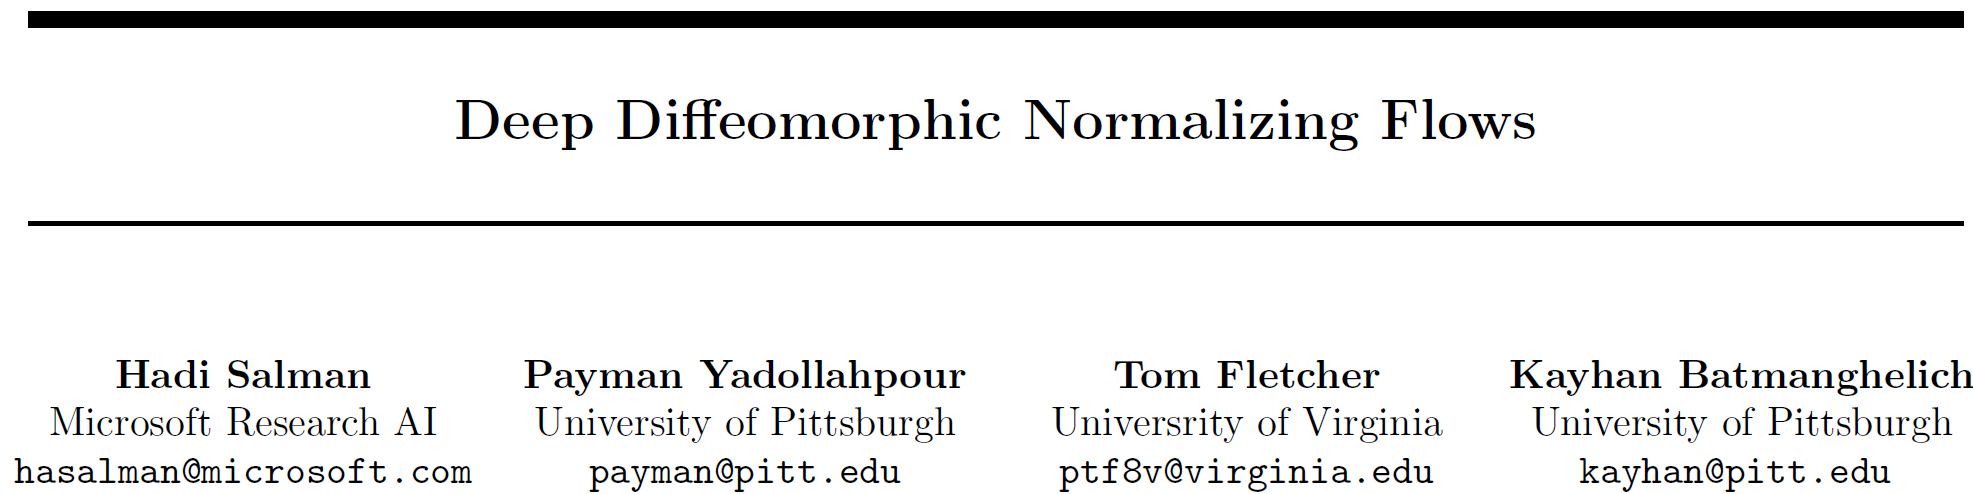 Deep Diffeomorphic Normalizing Flows
Hadi Salman
Microsoft Research AI
hasalman@microsoft.com
Payman Yadollahpour
University of Pittsburgh
payman@pitt.edu
Tom Fletcher
Universrity of Virginia
ptf8v@virginia.edu
Kayhan Batmanghelich
University of Pittsburgh
kayhan@pitt.edu